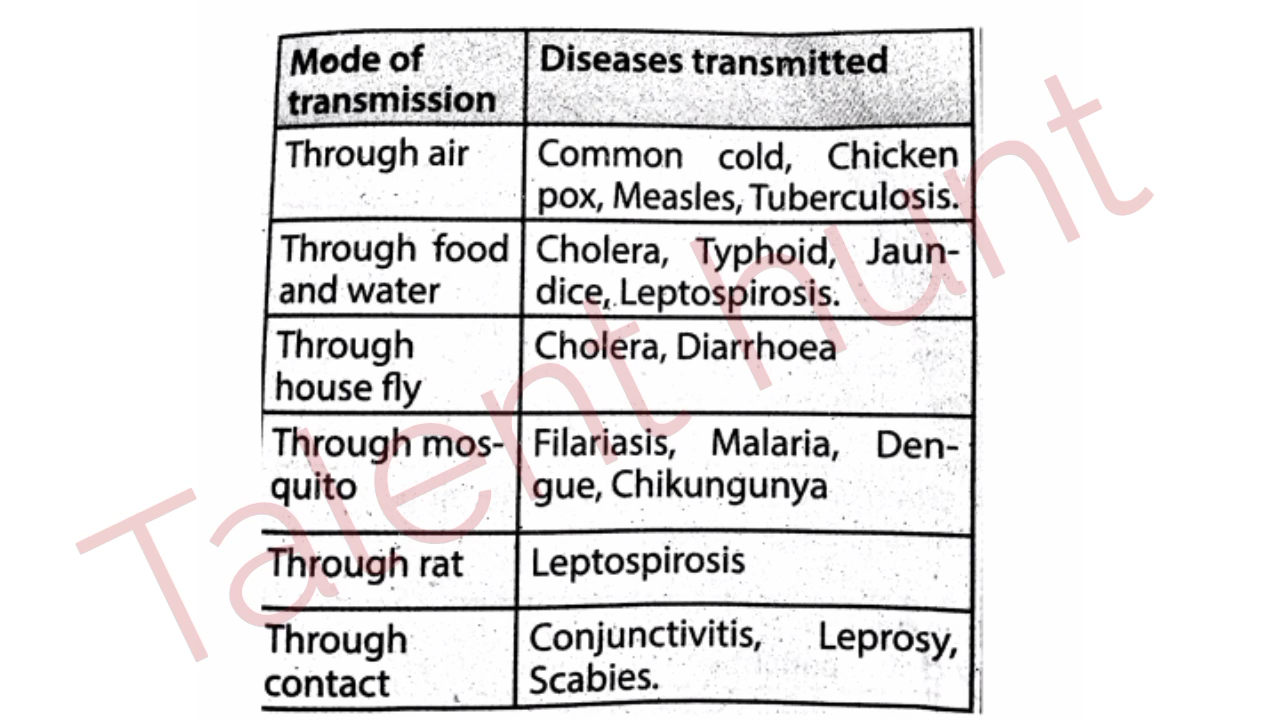 Mode of transmission
Diseases transmitted
Through air
Common cold, Chicken
pox, Measles, Tuberculosis.
Through food
and water
Cholera, Typhoid, Jaun-
dice, Leptospirosis.
Through
house fly
Cholera, Diarrhoea
Through mos-
quito
Filariasis, Malaria, Den-
gue, Chikungunya
Through rat
Leptospirosis
Through
contact
Conjunctivitis, Leprosy,
Scabies.
Talent hunt